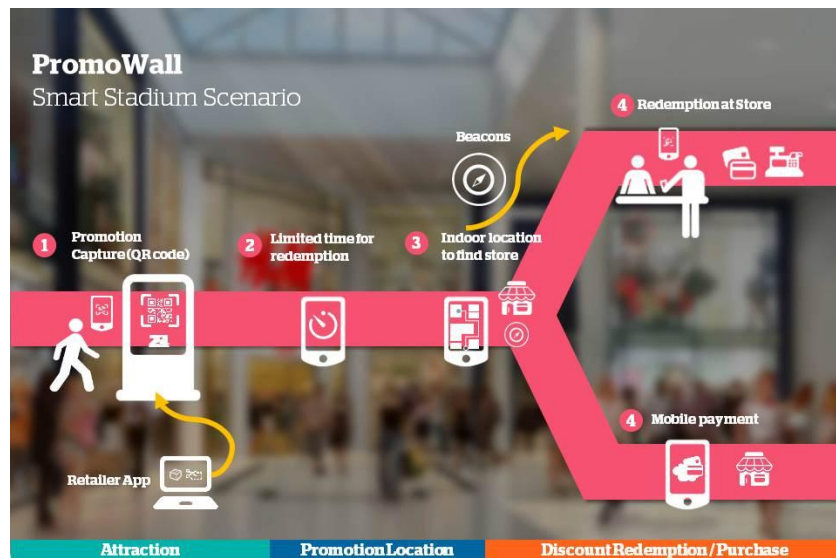 PromoWall
Smart Stadium Scenario
4 Redemption at Store
Beacons
1 Promotion
Capture (QR code)
2 Limited time for
redemption
3 Indoor location
to find store
4 Mobile payment
Retailer App
Attraction
Promotion Location
Discount Redemption / Purchase